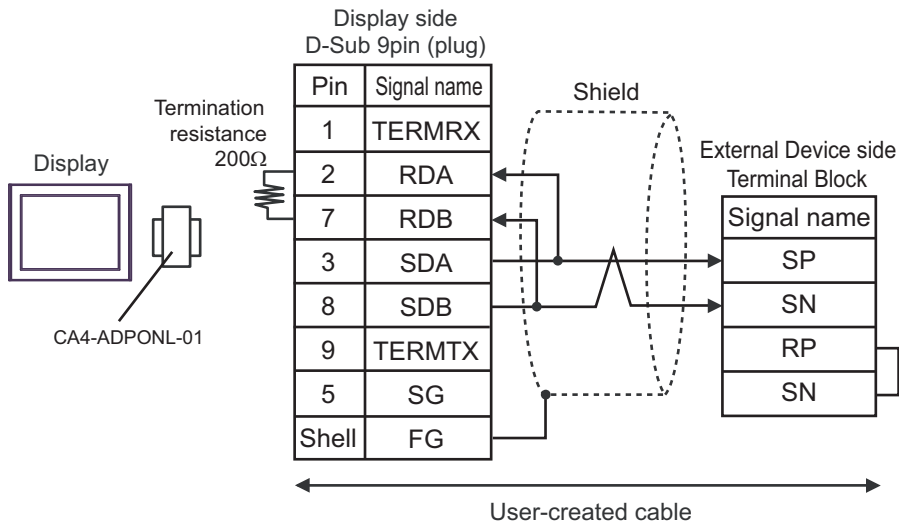 Display side
D-Sub 9pin (plug)
Pin Signal name
1 TERMRX
2 RDA
7 RDB
3 SDA
8 SDB
9 TERMTX
5 SG
Shell FG
Termination
resistance
200Ω
Display
CA4-ADPONL-01
Shield
External Device side
Terminal Block
Signal name
SP
SN
RP
SN
User-created cable